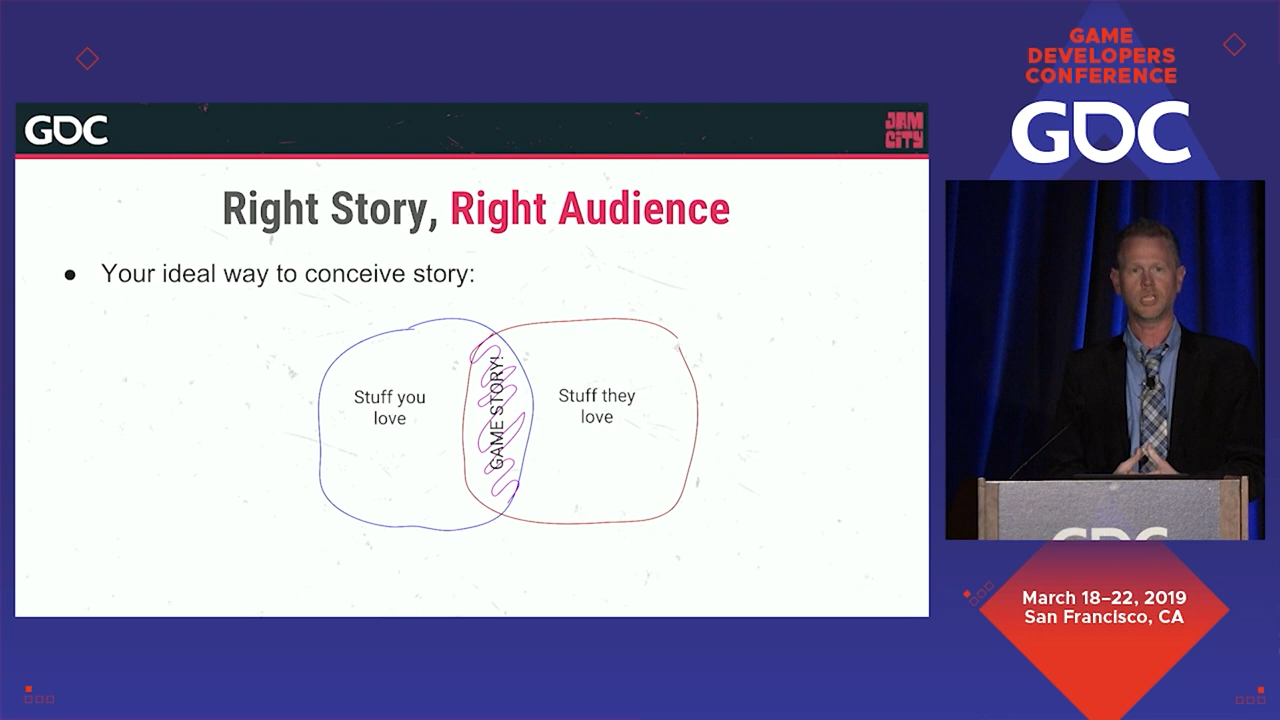 GAME
DEVELOPERS
CONFERENCE
GDC
GDC
JAM
CITY
Right Story, Right Audience
● Your ideal way to conceive story:
Stuff you
love
GAME STORY!
Stuff they
love
GDC
March 18–22, 2019
San Francisco, CA